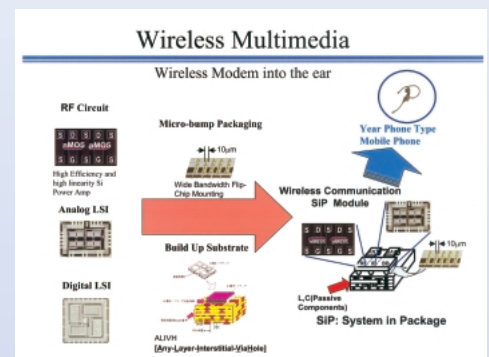 Wireless Multimedia
Wireless Modem into the ear
RF Circuit
S D S D S
nMOS pMOS
S G S G S
High Efficiency and
high linearity Si
Power Amp
Analog LSI
Digital LSI
Micro-bump Packaging
10μm
Wide Bandwidth Flip-
Chip Mounting
Build Up Substrate
ALIVH
[Any-Layer-Interstitial-ViaHole]
Year Phone Type
Mobile Phone
Wireless Communication
SiP Module
S D S D S
S G S G S
10μm
L,C(Passive
Components)
SiP: System in Package